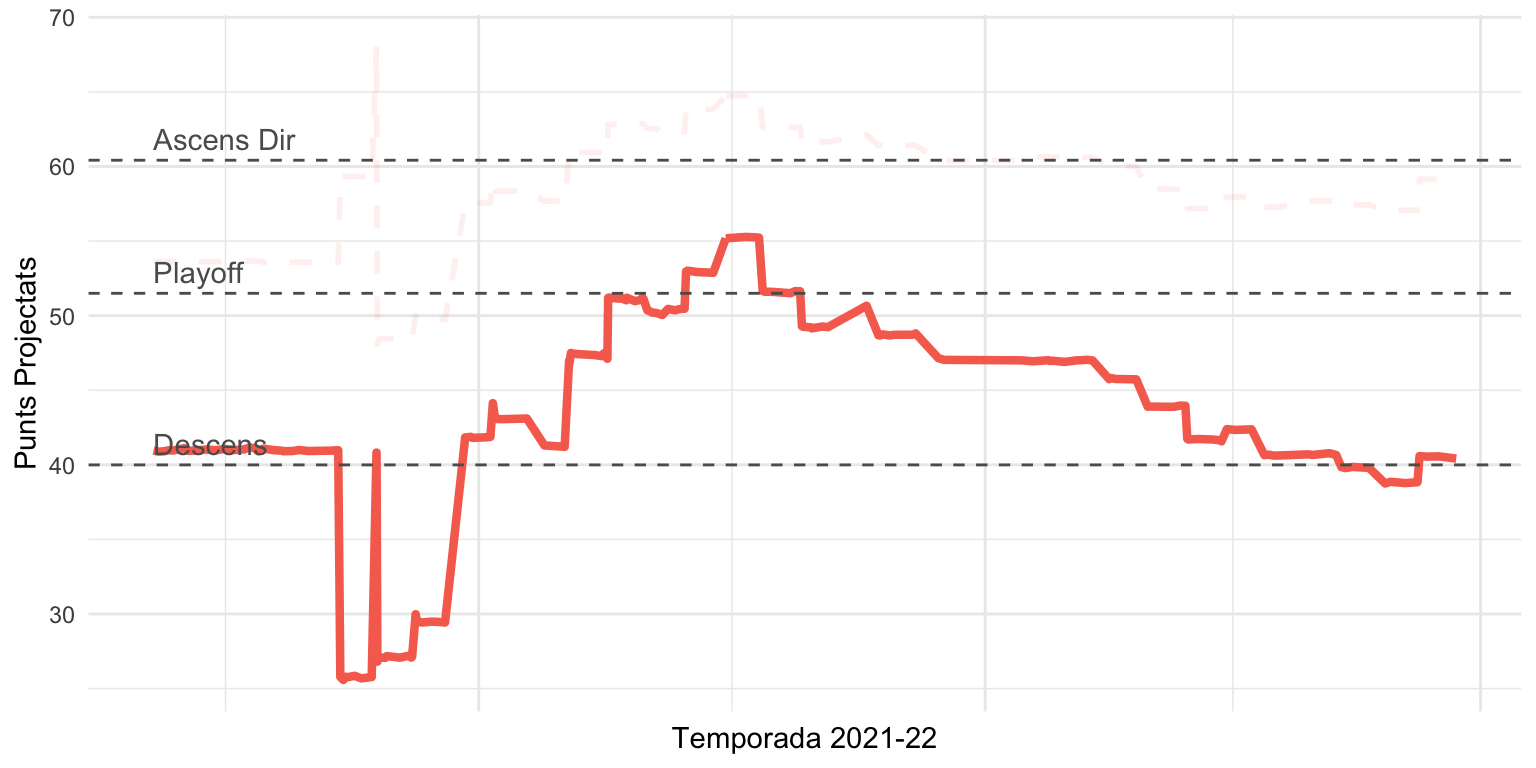 70
Ascens Dir
60
Playoff
50
Descens
40
30
Punts Projectats
Temporada 2021-22